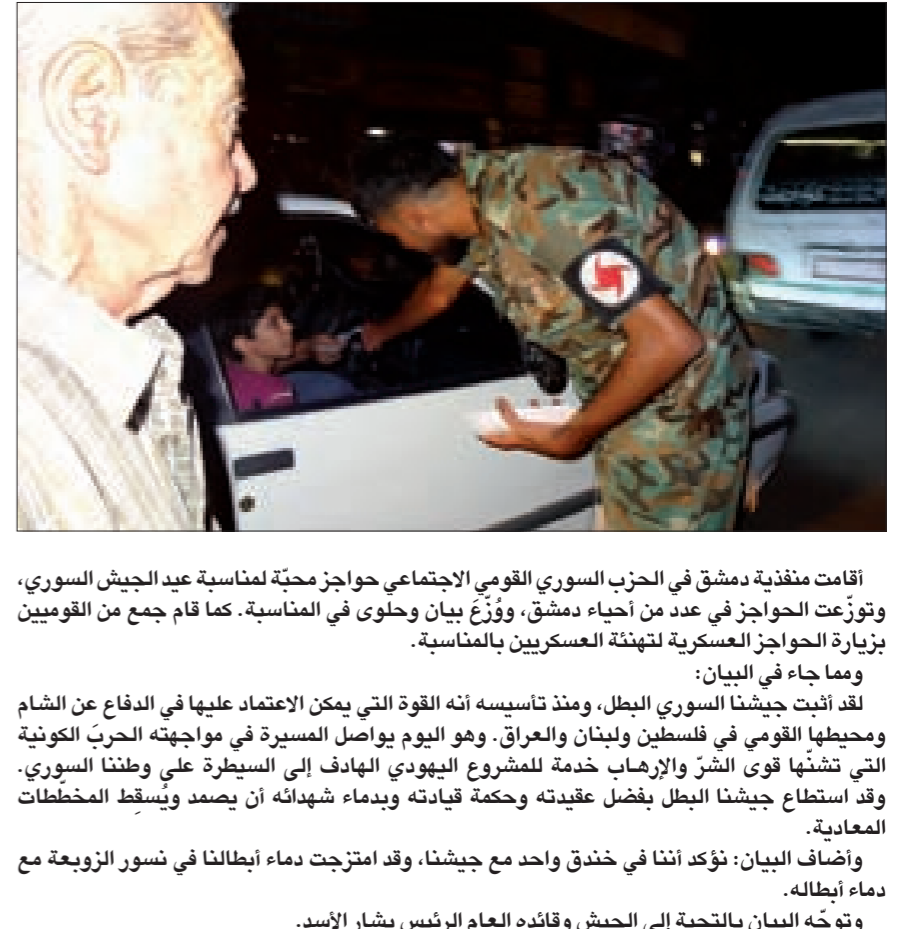 أقامت منفذية دمشق في الحزب السوري القومي الاجتماعي حواجز محبّة لمناسبة عيد الجيش السوري،
وتوزّعت الحواجز في عدد من أحياء دمشق، ووُزّعَ بيان وحلوى في المناسبة. كما قام جمع من القوميين
بزيارة الحواجز العسكرية لتهنئة العسكريين بالمناسبة.
ومما جاء في البيان:
لقد أثبت جيشنا السوري البطل، ومنذ تأسيسه أنه القوة التي يمكن الاعتماد عليها في الدفاع عن الشام
ومحيطها القومي في فلسطين ولبنان والعراق. وهو اليوم يواصل المسيرة في مواجهته الحربَ الكونية
التي تشنّها قوى الشرّ والإرهاب خدمة للمشروع اليهودي الهادف إلى السيطرة على وطننا السوري.
وقد استطاع جيشنا البطل بفضل عقيدته وحكمة قيادته وبدماء شهدائه أن يصمد ويُسقِط المخطّطات
المعادية.
وأضاف البيان: نؤكد أننا في خندق واحد مع جيشنا، وقد امتزجت دماء أبطالنا في نسور الزوبعة مع
دماء أبطاله.
وتوجّه البيان بالتحية إلى الجيش وقائده العام الرئيس بشار الأسد.